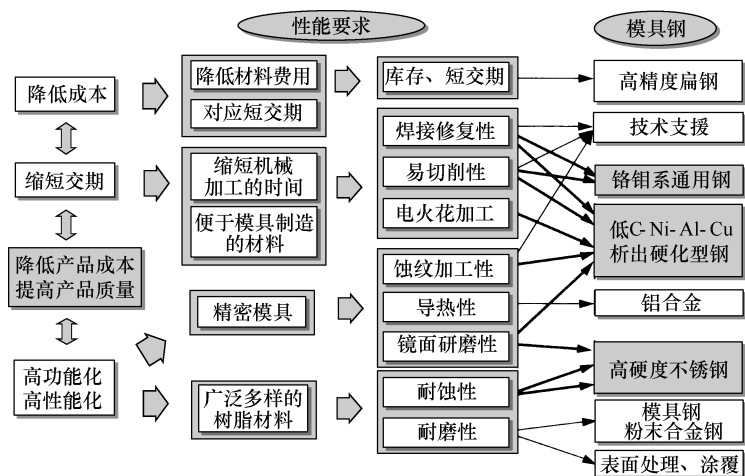 性能要求
模具钢
降低成本
缩短交期
降低产品成本
提高产品质量
高功能化
高性能化
降低材料费用
对应短交期
缩短机械
加工的时间
便于模具制造
的材料
精密模具
广泛多样的
树脂材料
库存、短交期
焊接修复性
易切削性
电火花加工
蚀纹加工性
导热性
镜面研磨性
耐蚀性
耐磨性
高精度扁钢
技术支援
铬钼系通用钢
低C-Ni-Al-Cu
析出硬化型钢
铝合金
高硬度不锈钢
模具钢
粉末合金钢
表面处理、涂覆